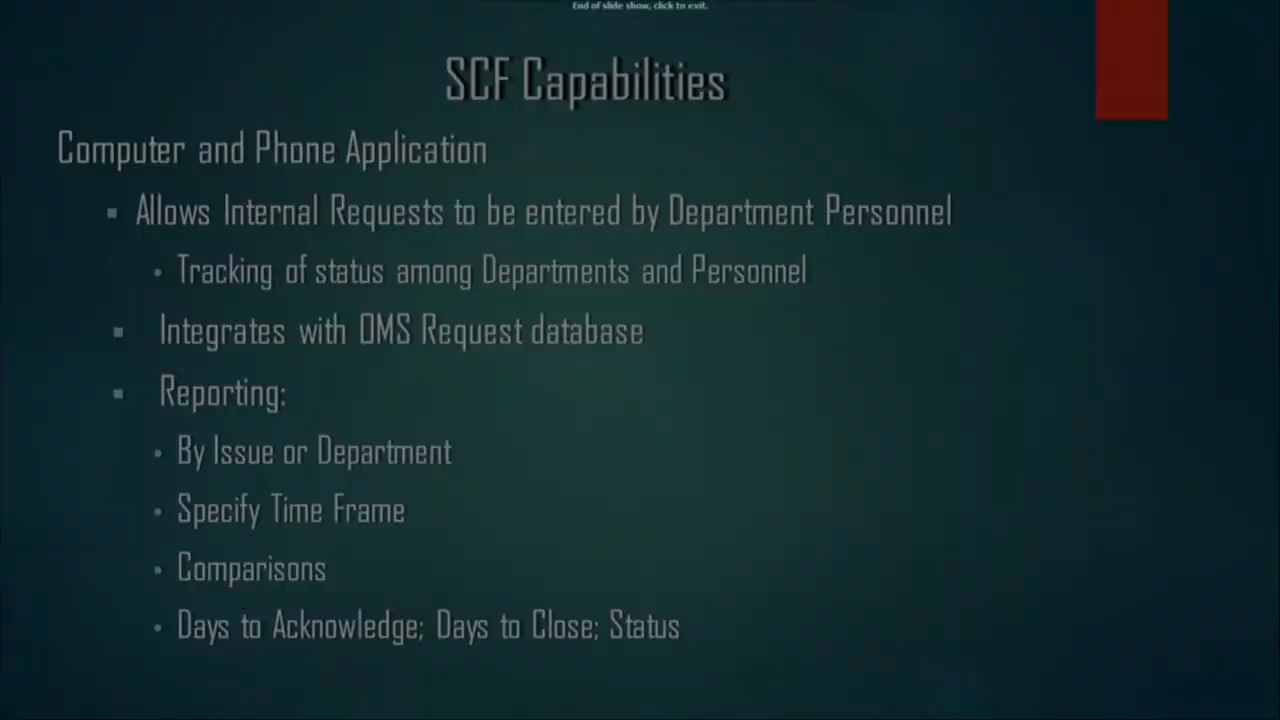 End of slide show, click to exit.
SCF Capabilities
Computer and Phone Application
▪ Allows Internal Requests to be entered by Department Personnel
• Tracking of status among Departments and Personnel
▪ Integrates with OMS Request database
▪ Reporting:
• By Issue or Department
• Specify Time Frame
• Comparisons
• Days to Acknowledge; Days to Close; Status